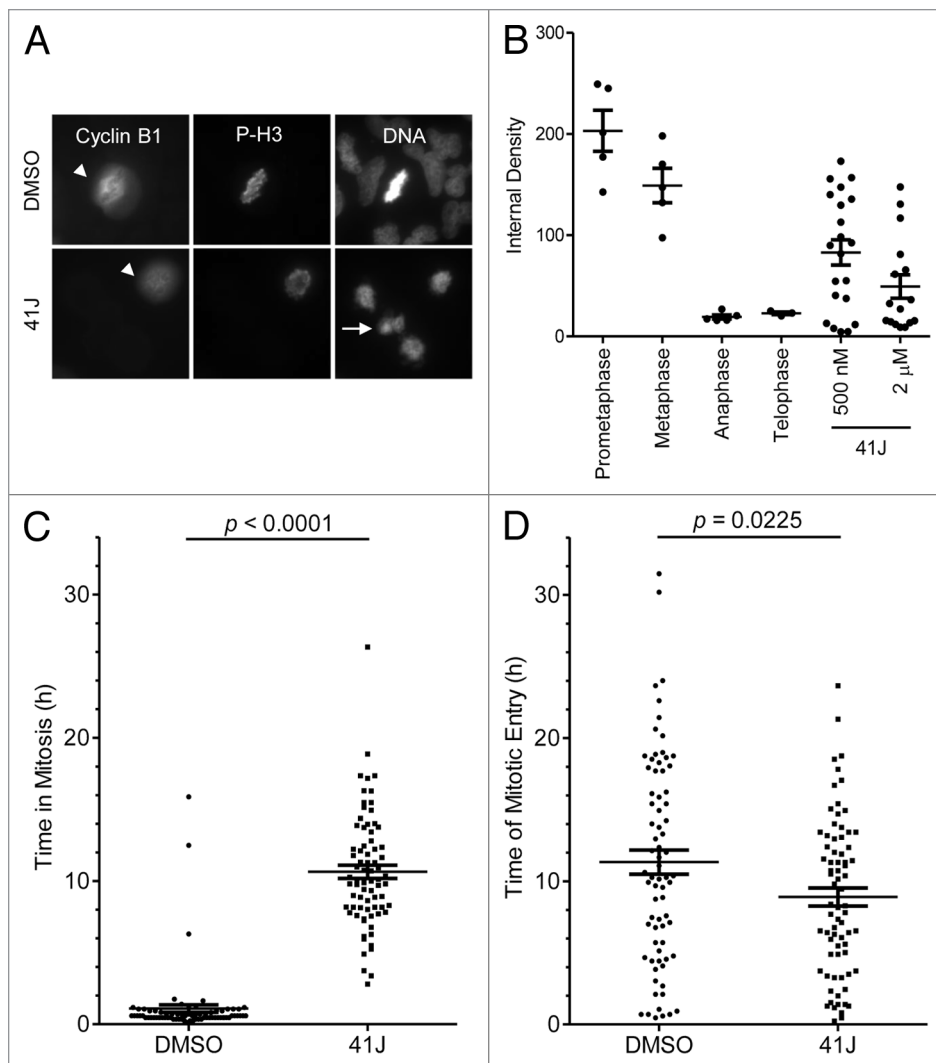 A
Cyclin B1
P-H3
DNA
DMSO
41J
B
300
200
100
0
Internal Density
Prometaphase
Metaphase
Anaphase
Telophase
500 nM
2 μM
41J
C
p < 0.0001
30
20
10
0
Time in Mitosis (h)
DMSO
41J
D
p = 0.0225
30
20
10
0
Time of Mitotic Entry (h)
DMSO
41J